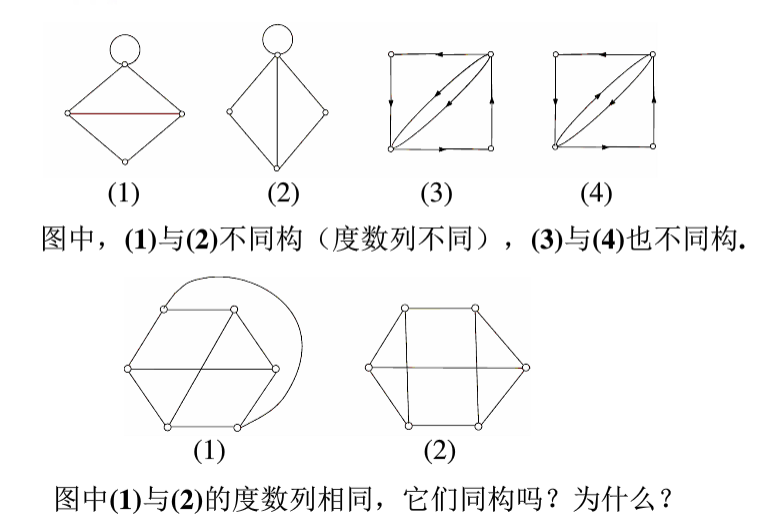 (1) (2) (3) (4)
图中，(1)与(2)不同构（度数列不同），(3)与(4)也不同构.
(1) (2)
图中(1)与(2)的度数列相同，它们同构吗？为什么？